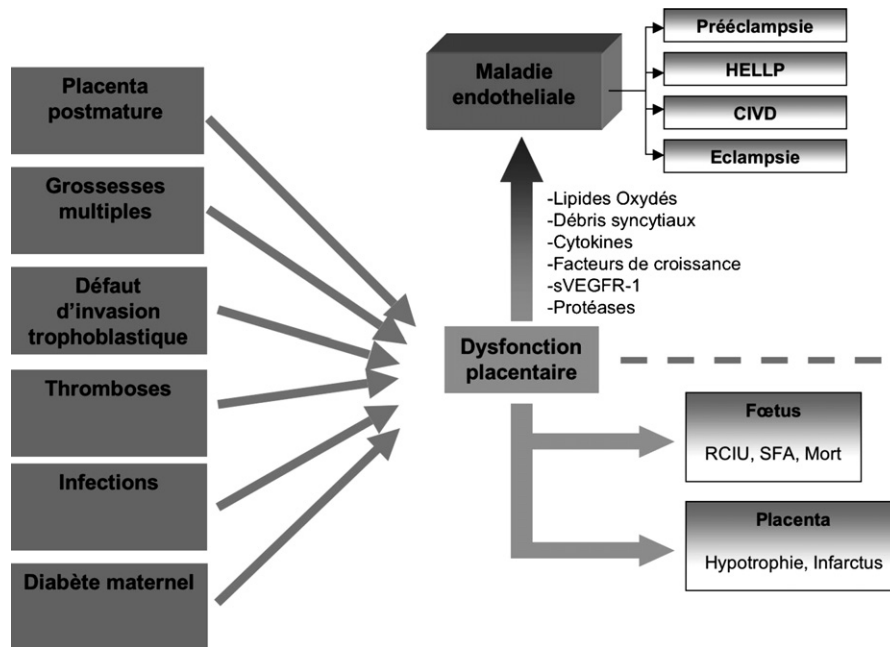 Placenta
postmature
Grossesses
multiples
Défaut
d'invasion
trophoblastique
Thromboses
Infections
Diabète maternel
Maladie
endotheliale
Prééclampsie
HELLP
CIVD
Eclampsie
-Lipides Oxydés
-Débris syncytiaux
-Cytokines
-Facteurs de croissance
-sVEGFR-1
-Protéases
Dysfonction
placentaire
Fœtus
RCIU, SFA, Mort
Placenta
Hypotrophie, Infarctus